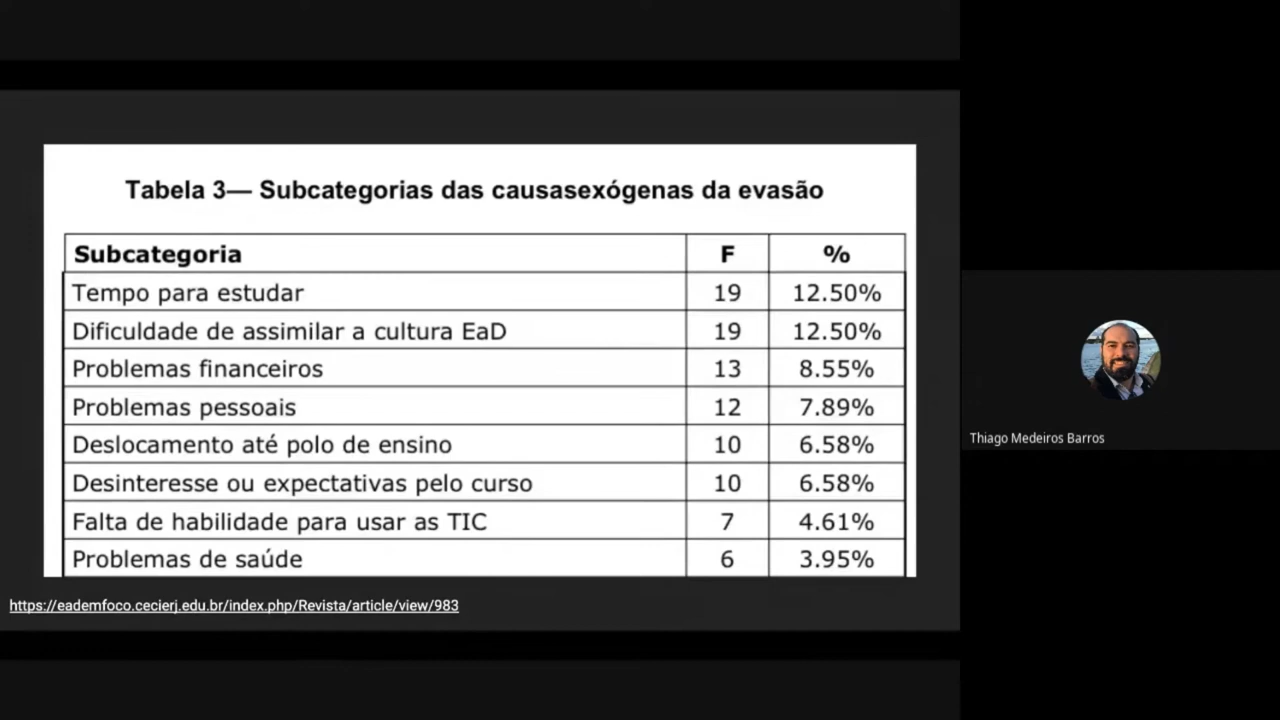 Tabela 3— Subcategorias das causasexógenas da evasão
Subcategoria F %
Tempo para estudar 19 12.50%
Dificuldade de assimilar a cultura EaD 19 12.50%
Problemas financeiros 13 8.55%
Problemas pessoais 12 7.89%
Deslocamento até polo de ensino 10 6.58%
Desinteresse ou expectativas pelo curso 10 6.58%
Falta de habilidade para usar as TIC 7 4.61%
Problemas de saúde 6 3.95%
https://eademfoco.cecierj.edu.br/index.php/Revista/article/view/983
Thiago Medeiros Barros